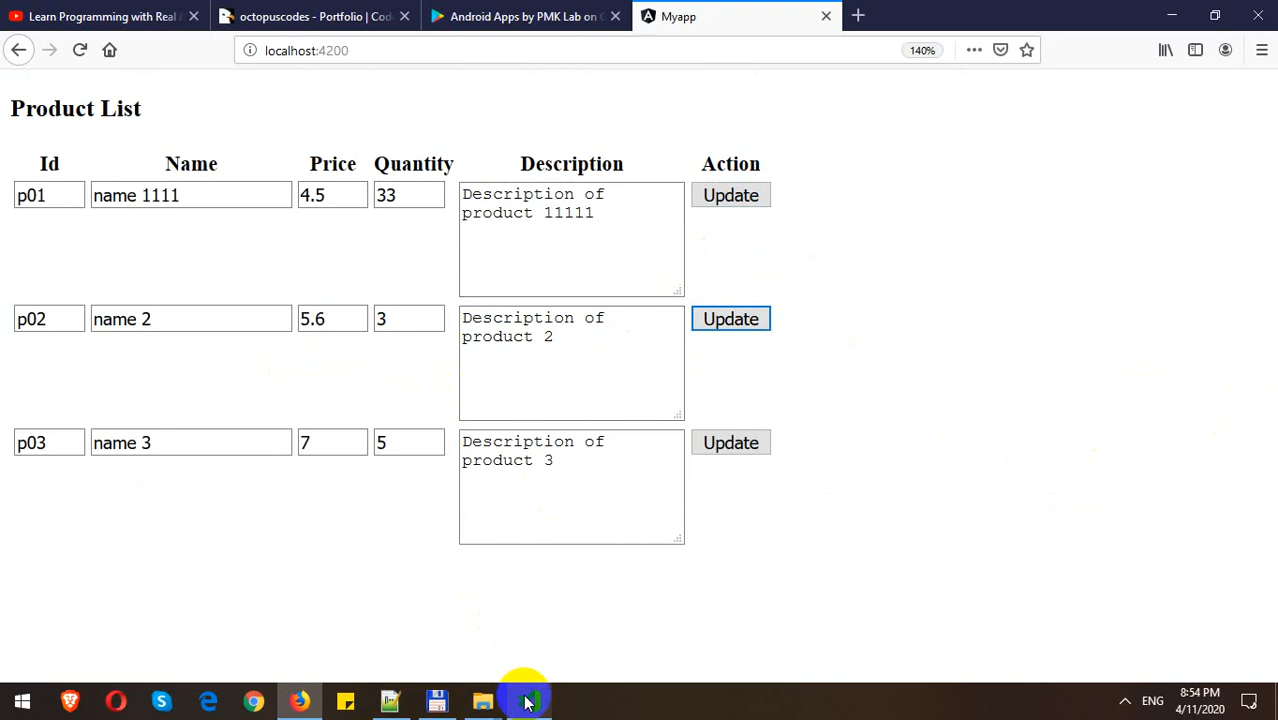 Learn Programming with Real A
octopuscodes - Portfolio | Cod
Android Apps by PMK Lab on G
Myapp
localhost:4200
140%
Product List
Id Name Price Quantity Description Action
p01 name 1111 4.5 33 Description of Update
product 11111
p02 name 2 5.6 3 Description of Update
product 2
p03 name 3 7 5 Description of Update
product 3
ENG
8:54 PM
4/11/2020